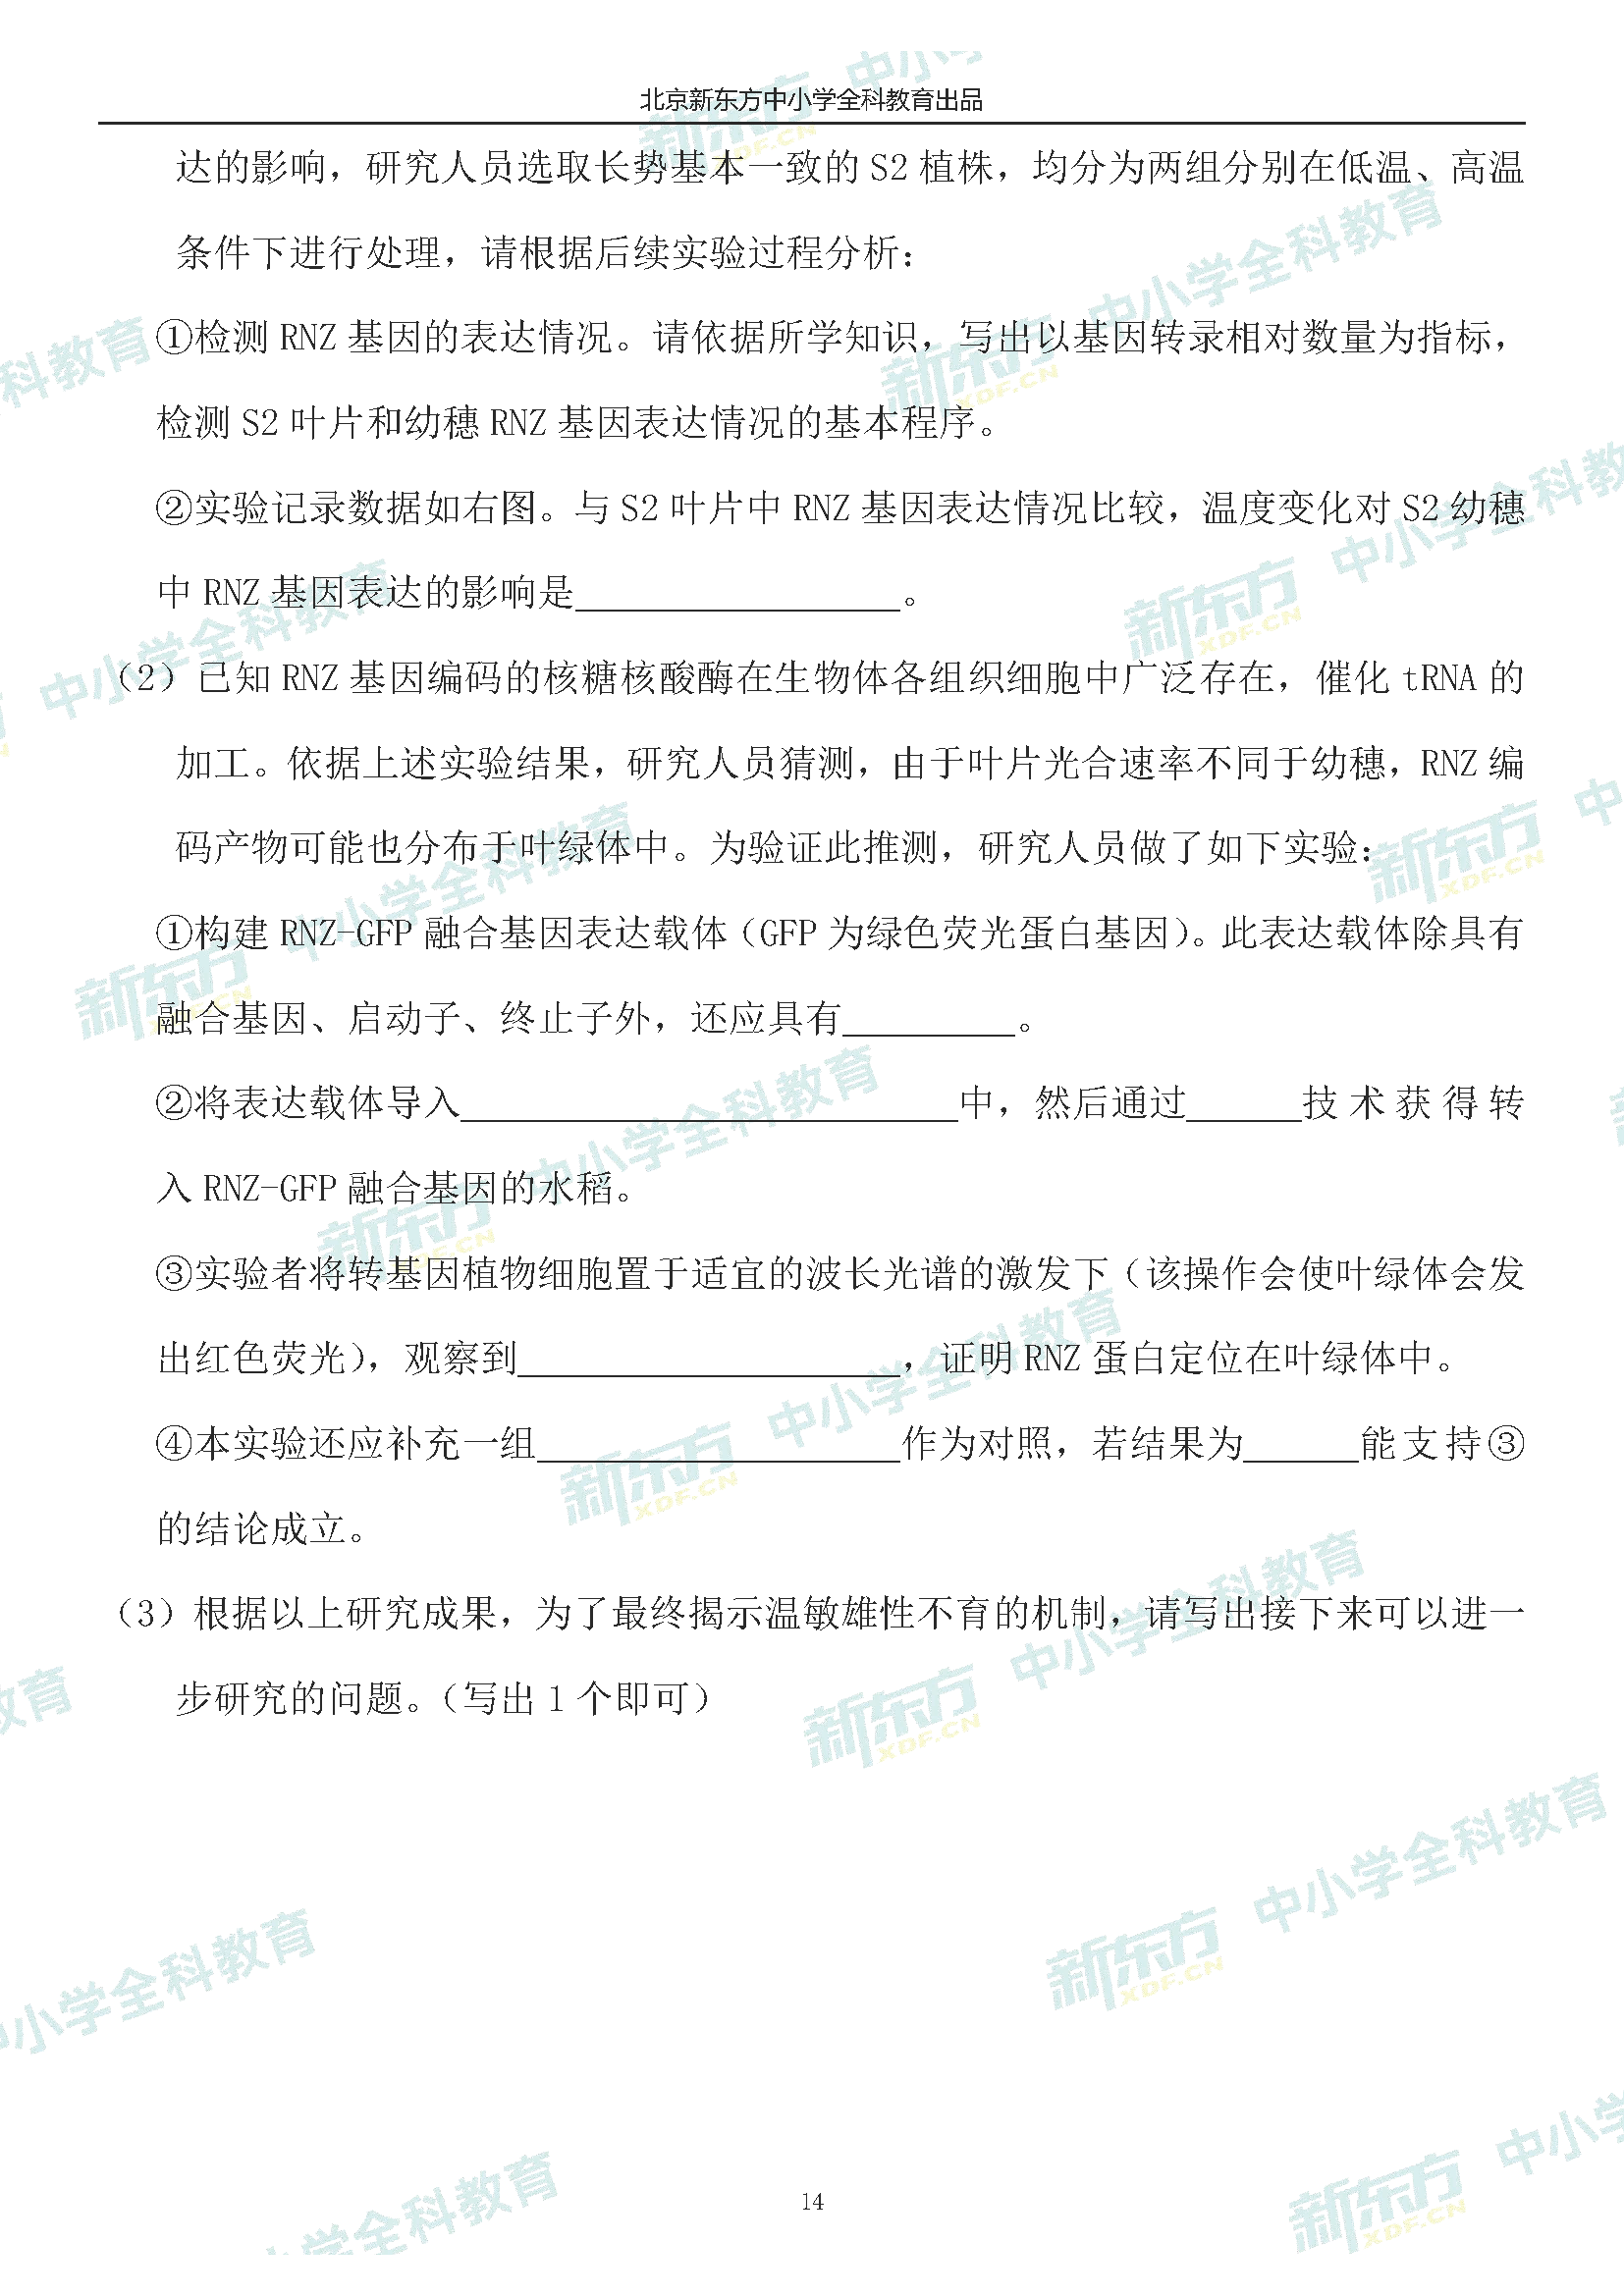 北京新东方中小学全科教育出品
达的影响，研究人员选取长势基本一致的 S2 植株，均分为两组分别在低温、高温
条件下进行处理，请根据后续实验过程分析：
①检测 RNZ 基因的表达情况。请依据所学知识，写出以基因转录相对数量为指标，
检测 S2 叶片和幼穗 RNZ 基因表达情况的基本程序。
②实验记录数据如右图。与 S2 叶片中 RNZ 基因表达情况比较，温度变化对 S2 幼穗
中 RNZ 基因表达的影响是_________________。
（2）已知 RNZ 基因编码的核糖核酸酶在生物体各组织细胞中广泛存在，催化 tRNA 的
加工。依据上述实验结果，研究人员猜测，由于叶片光合速率不同于幼穗，RNZ 编
码产物可能也分布于叶绿体中。为验证此推测，研究人员做了如下实验：
①构建 RNZ-GFP 融合基因表达载体（GFP 为绿色荧光蛋白基因）。此表达载体除具有
融合基因、启动子、终止子外，还应具有_________。
②将表达载体导入__________________________中，然后通过______技术获得转
入 RNZ-GFP 融合基因的水稻。
③实验者将转基因植物细胞置于适宜的波长光谱的激发下（该操作会使叶绿体会发
出红色荧光），观察到____________________，证明 RNZ 蛋白定位在叶绿体中。
④本实验还应补充一组___________________作为对照，若结果为______能支持③
的结论成立。
（3）根据以上研究成果，为了最终揭示温敏雄性不育的机制，请写出接下来可以进一
步研究的问题。（写出 1 个即可）
14
新东方 XDF.CN 中小学全科教育